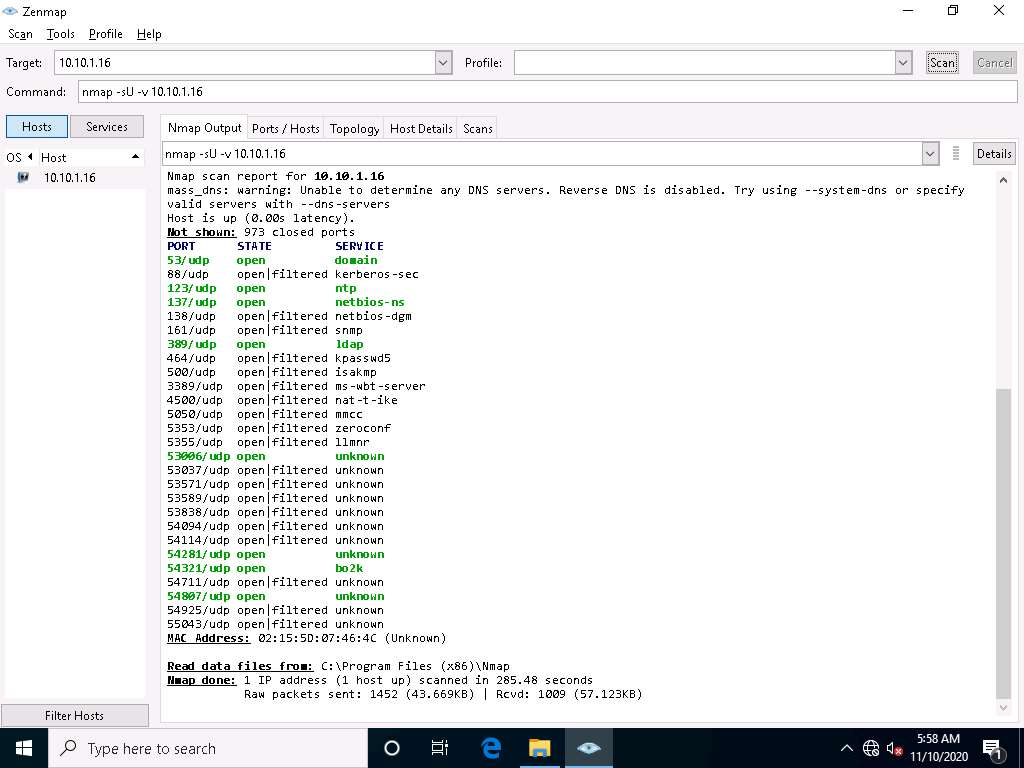 Zenmap
Scan Tools Profile Help
Target: 10.10.1.16 Profile: Scan Cancel
Command: nmap -sU -v 10.10.1.16
Hosts Services
Nmap Output Ports / Hosts Topology Host Details Scans
OS Host
10.10.1.16
nmap -sU -v 10.10.1.16 Details
Nmap scan report for 10.10.1.16
mass_dns: warning: Unable to determine any DNS servers. Reverse DNS is disabled. Try using --system-dns or specify
valid servers with --dns-servers
Host is up (0.00s latency).
Not shown: 973 closed ports
PORT STATE SERVICE
53/udp open domain
88/udp open|filtered kerberos-sec
123/udp open ntp
137/udp open netbios-ns
138/udp open|filtered netbios-dgm
161/udp open|filtered snmp
389/udp open ldap
464/udp open|filtered kpasswd5
500/udp open|filtered isakmp
3389/udp open|filtered ms-wbt-server
4500/udp open|filtered nat-t-ike
5050/udp open|filtered mmcc
5353/udp open|filtered zeroconf
5355/udp open|filtered llmnr
53006/udp open unknown
53037/udp open|filtered unknown
53571/udp open|filtered unknown
53589/udp open|filtered unknown
53838/udp open|filtered unknown
54094/udp open|filtered unknown
54114/udp open|filtered unknown
54281/udp open unknown
54321/udp open bo2k
54711/udp open|filtered unknown
54807/udp open unknown
54925/udp open|filtered unknown
55043/udp open|filtered unknown
MAC Address: 02:15:5D:07:46:4C (Unknown)
Read data files from: C:\Program Files (x86)\Nmap
Nmap done: 1 IP address (1 host up) scanned in 285.48 seconds
Raw packets sent: 1452 (43.669KB) | Rcvd: 1009 (57.123KB)
Filter Hosts
Type here to search
5:58 AM
11/10/2020
1